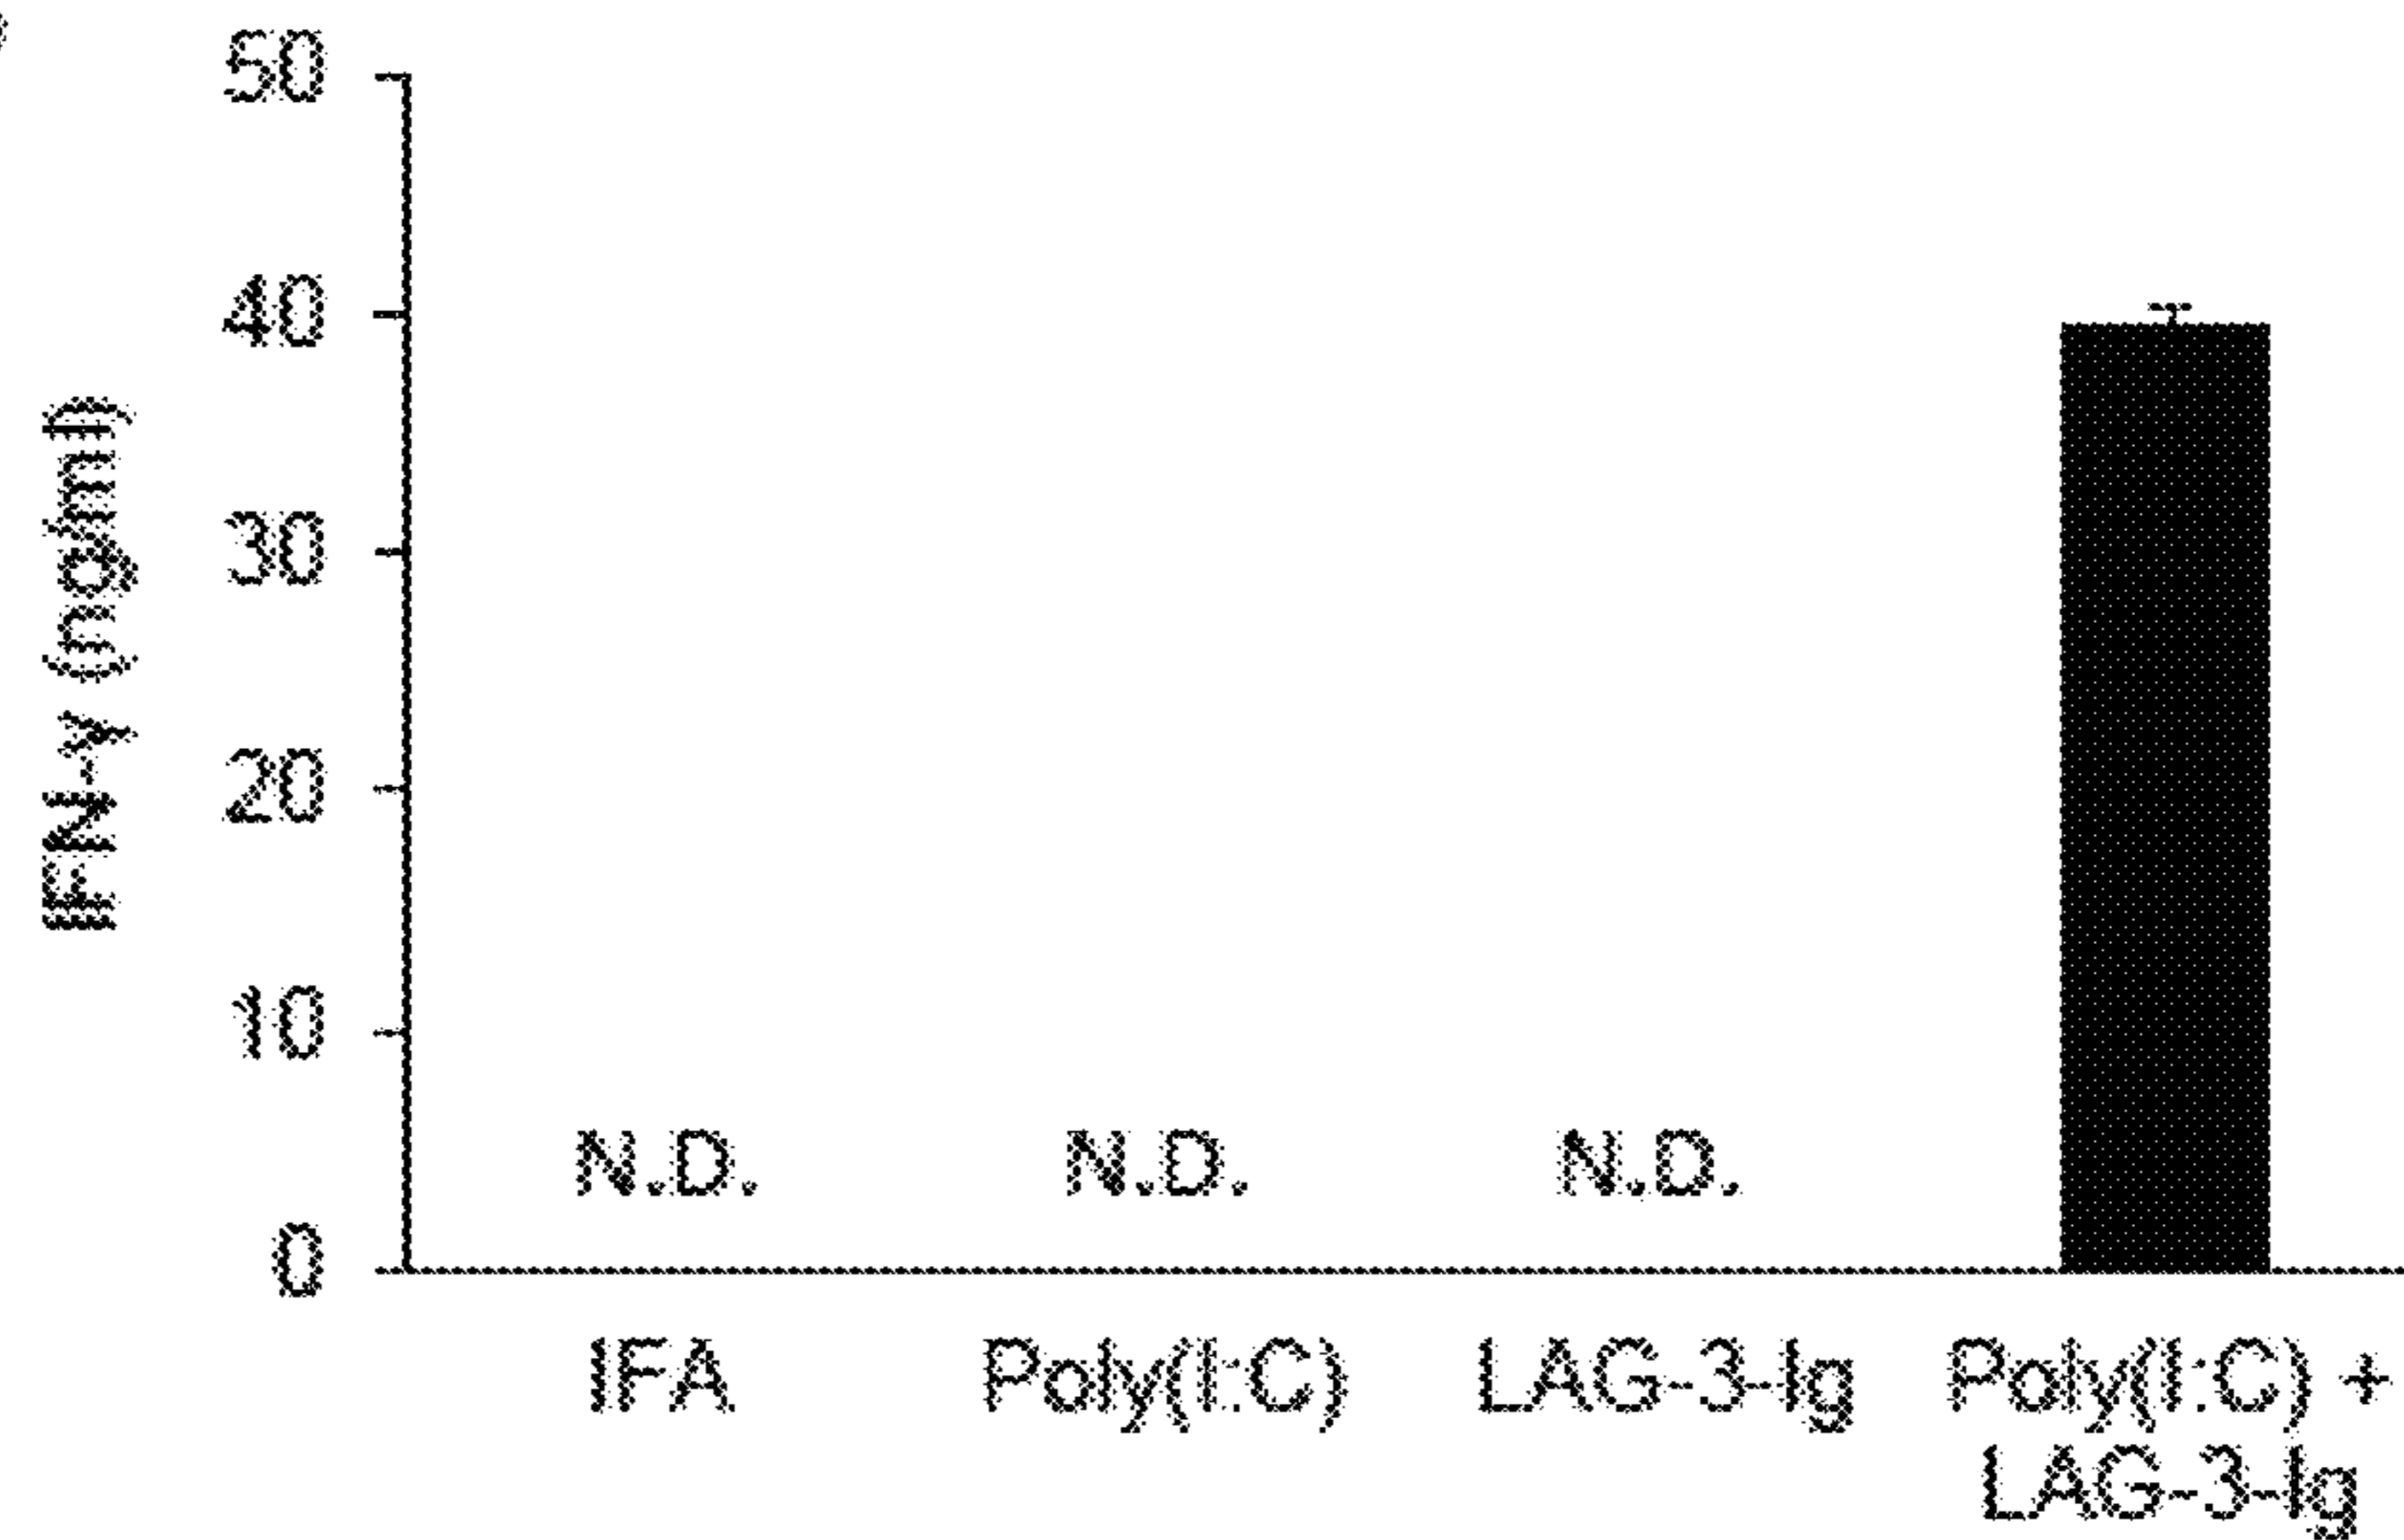 50
40
30
20
10
0
IFN-γ (ng/ml)
N.D. N.D. N.D.
IFA Poly(I:C) LAG-3-Ig Poly(I:C) +
LAG-3-Ig